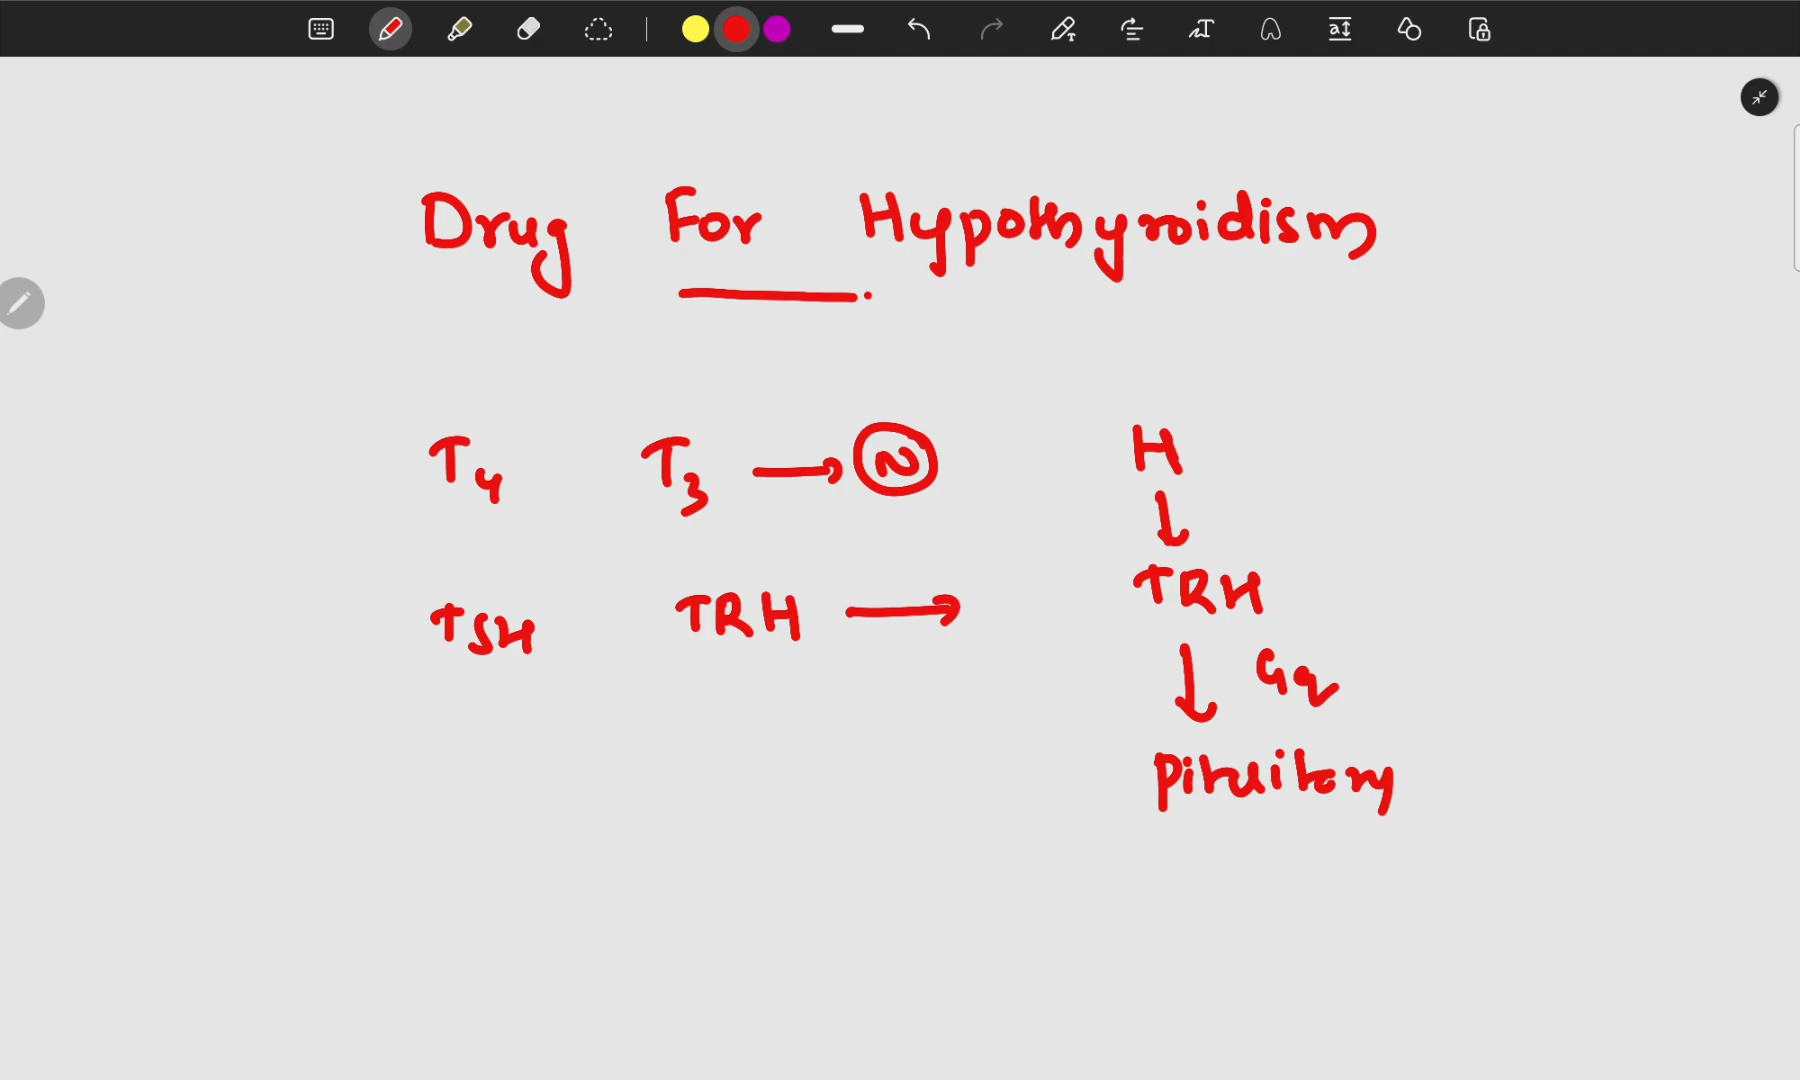 Drug For Hypothyroidism
T4 T3 → N
TSH TRH →
H
↓
TRH
↓ Gq
Pituitary